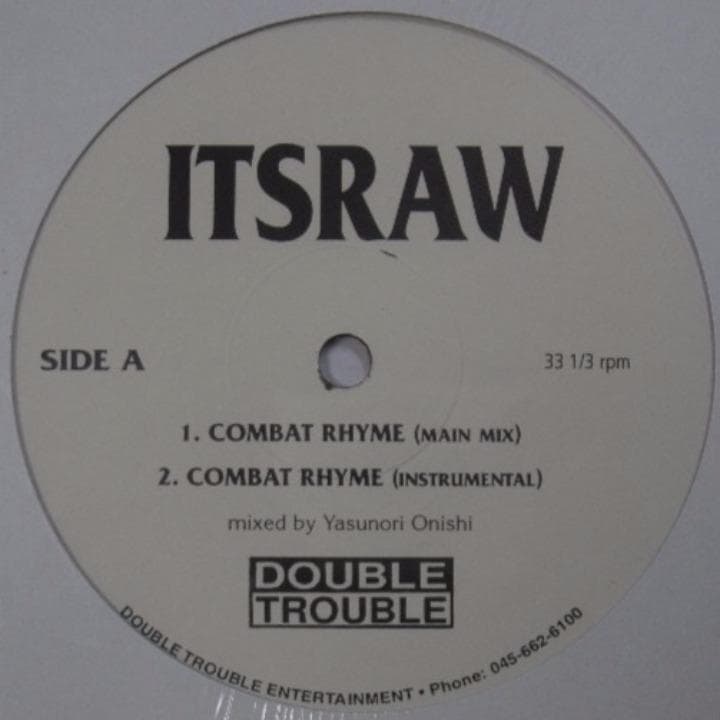 ITSRAW
SIDE A
33 1/3 rpm
1. COMBAT RHYME (MAIN MIX)
2. COMBAT RHYME (INSTRUMENTAL)
mixed by Yasunori Onishi
DOUBLE
TROUBLE
DOUBLE TROUBLE ENTERTAINMENT • Phone: 045-662-6100